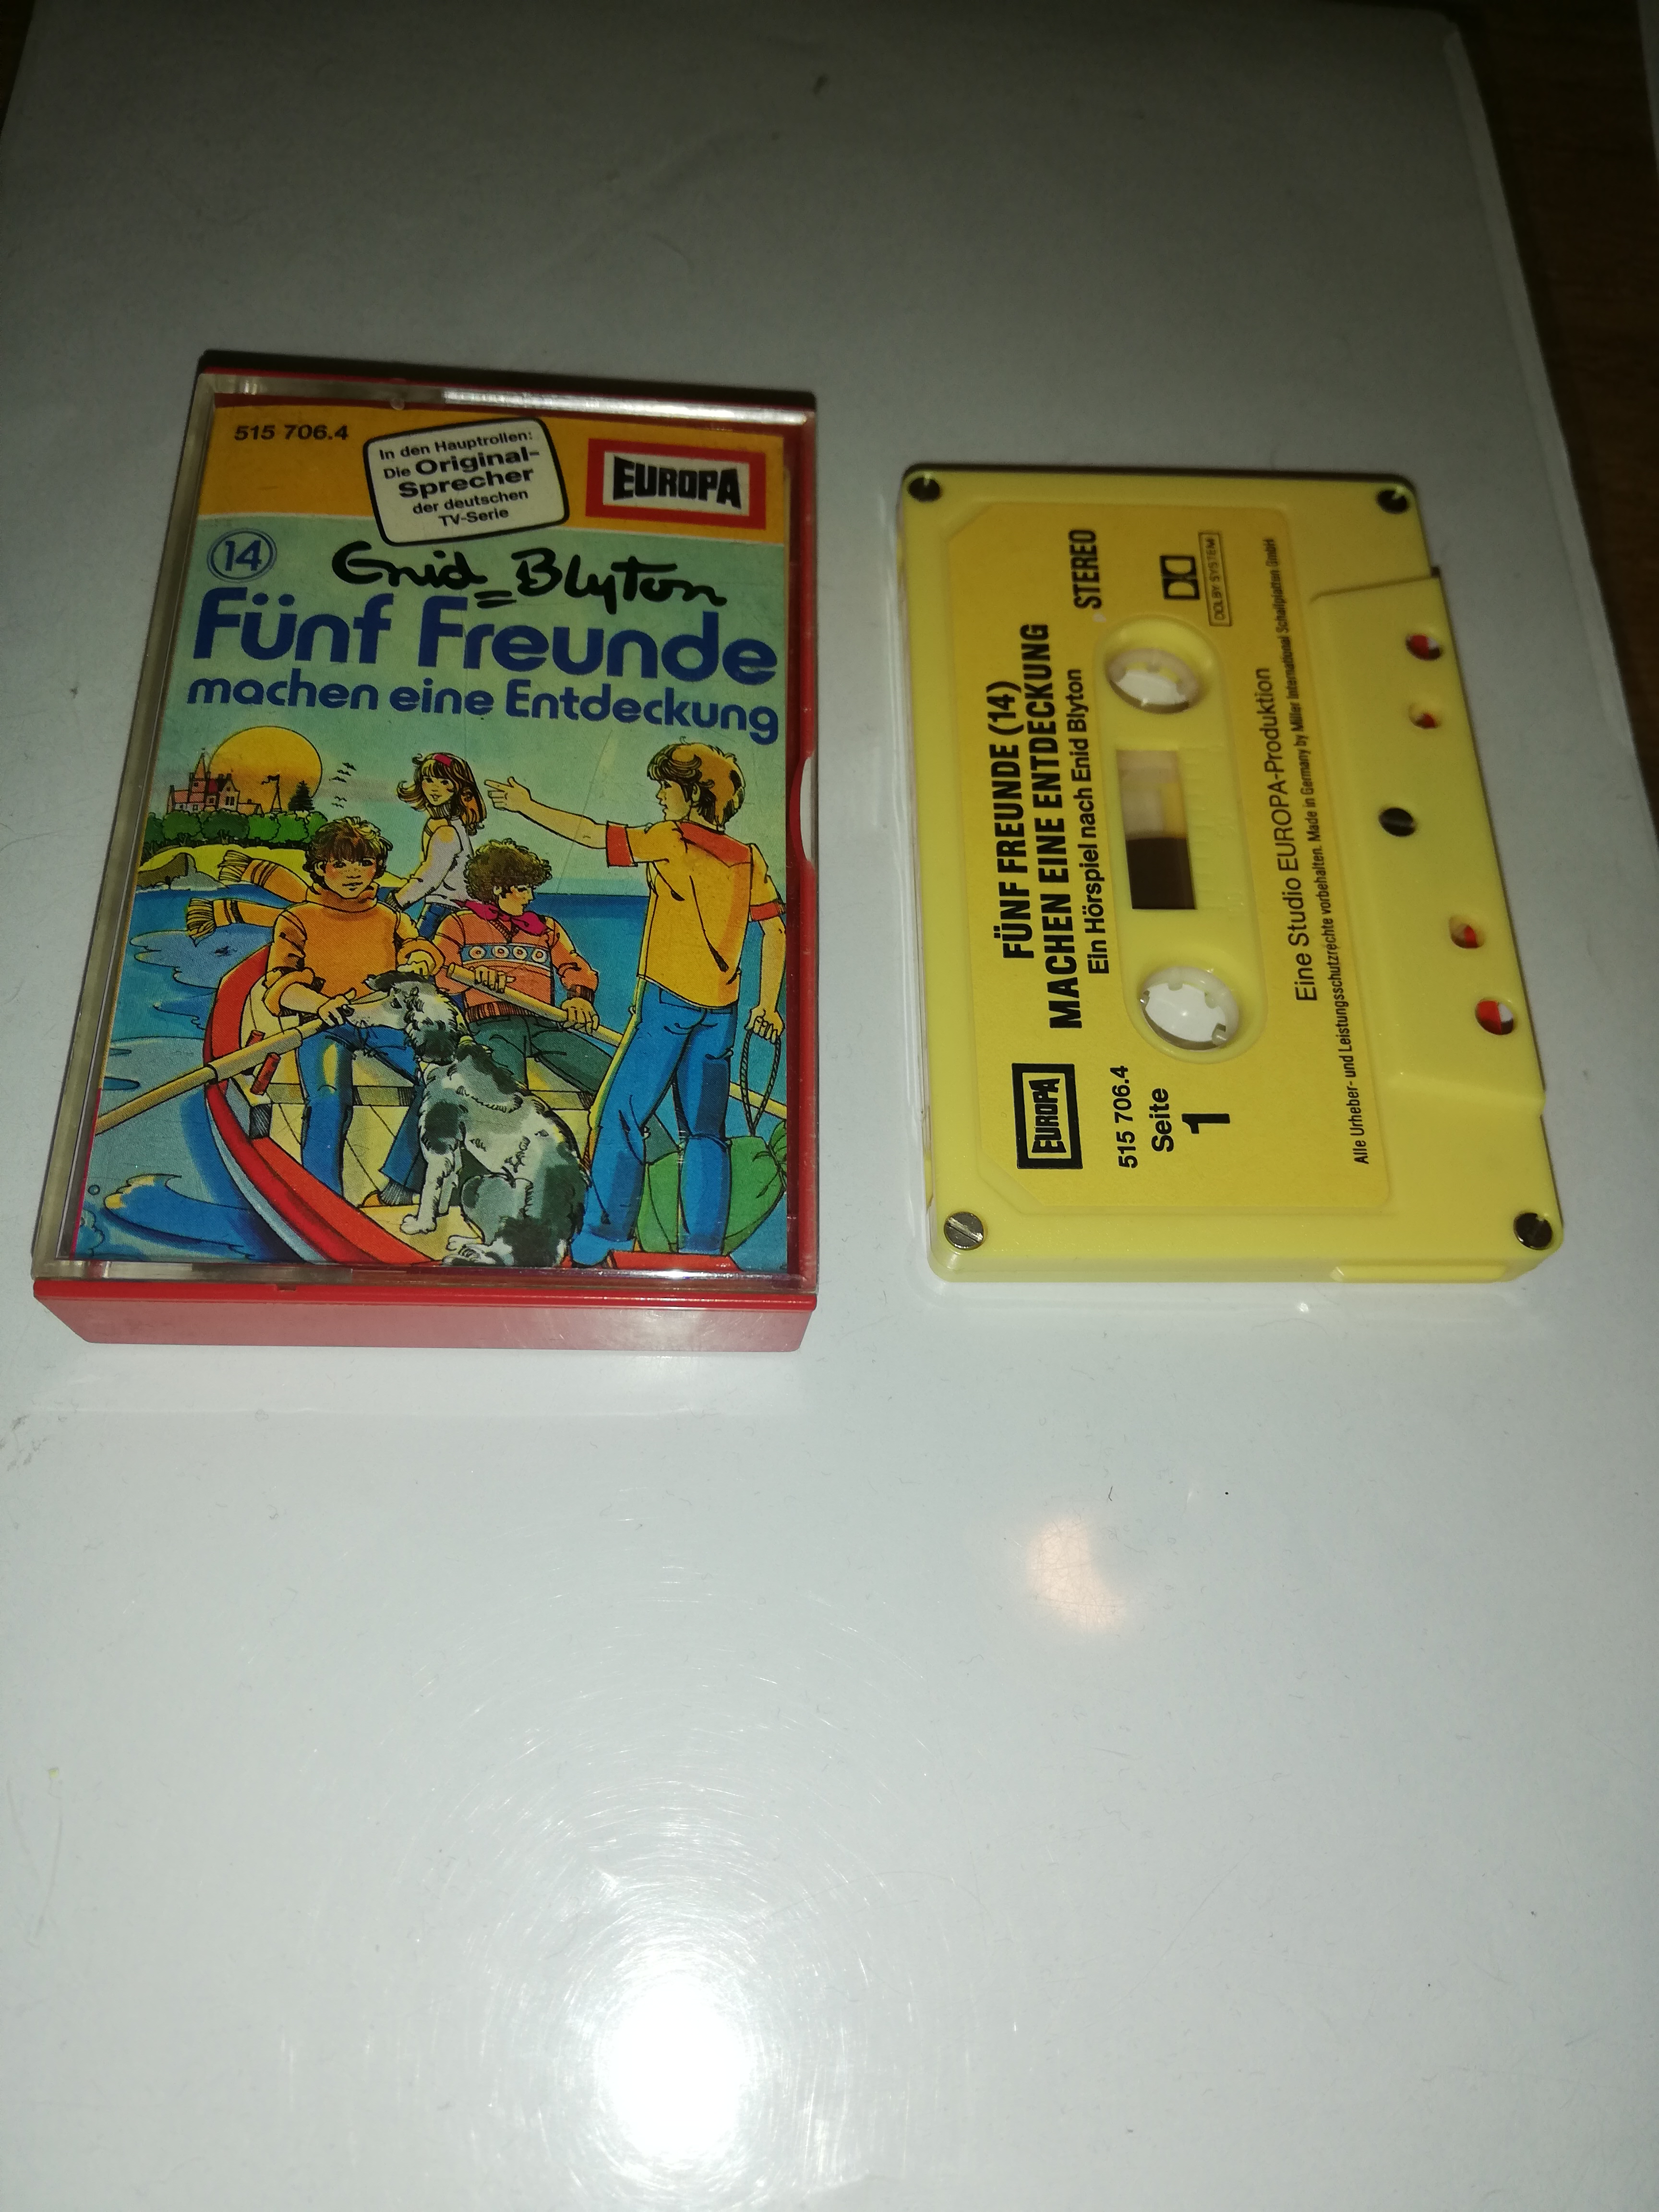 515 706.4
In den Hauptrollen:
Die Original-
Sprecher
der deutschen
TV-Serie
EUROPA
14
Enid Blyton
Fünf Freunde
machen eine Entdeckung
FÜNF FREUNDE (14)
MACHEN EINE ENTDECKUNG
Ein Hörspiel nach Enid Blyton
STEREO
DOLBY SYSTEM
EUROPA
515 706.4
Seite
1
Eine Studio EUROPA-Produktion
Alle Urheber- und Leistungsschutzrechte vorbehalten. Made in Germany by Miller International Schallplatten GmbH